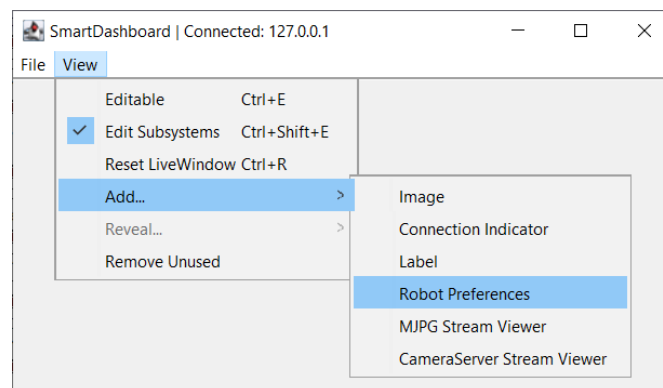 SmartDashboard | Connected: 127.0.0.1
File View
Editable Ctrl+E
Edit Subsystems Ctrl+Shift+E
Reset LiveWindow Ctrl+R
Add... >
Reveal... >
Remove Unused
Image
Connection Indicator
Label
Robot Preferences
MJPG Stream Viewer
CameraServer Stream Viewer